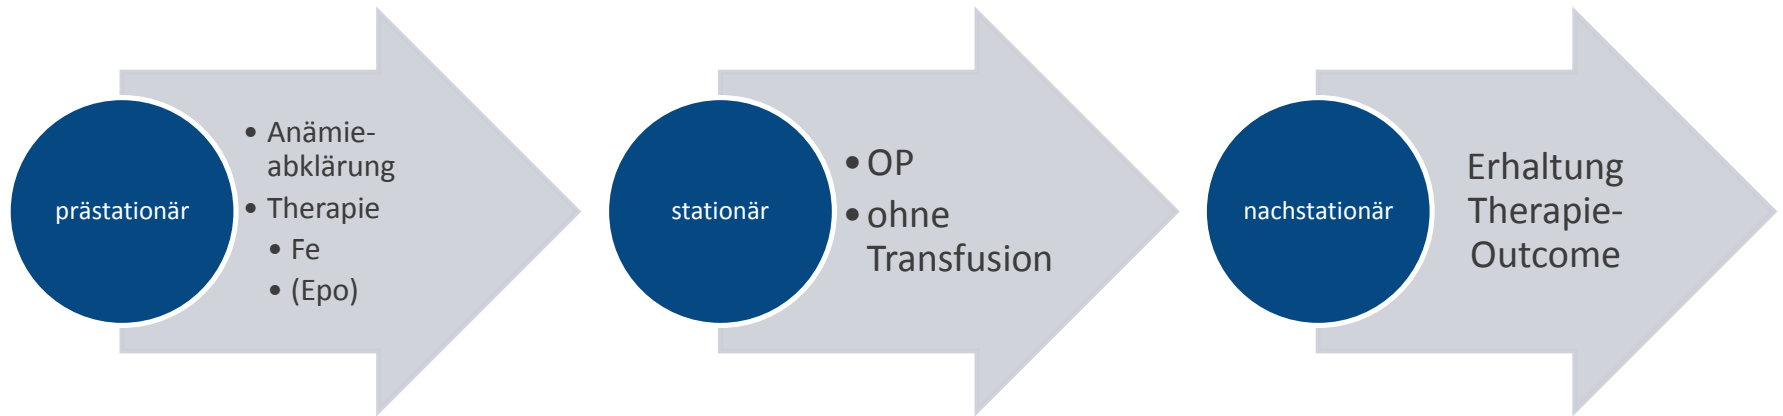 prästationär
• Anämie-
abklärung
• Therapie
• Fe
• (Epo)
stationär
• OP
• ohne
Transfusion
nachstationär
Erhaltung
Therapie-
Outcome